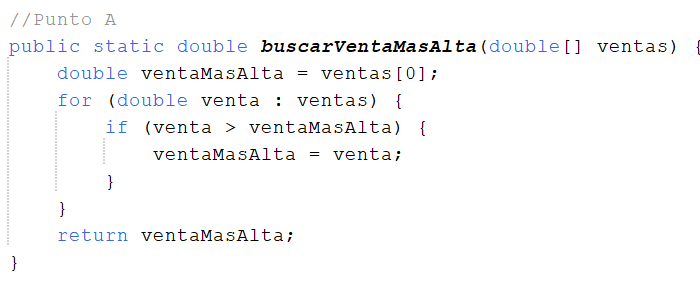 //Punto A
public static double buscarVentaMasAlta(double[] ventas) {
    double ventaMasAlta = ventas[0];
    for (double venta : ventas) {
        if (venta > ventaMasAlta) {
            ventaMasAlta = venta;
        }
    }
    return ventaMasAlta;
}